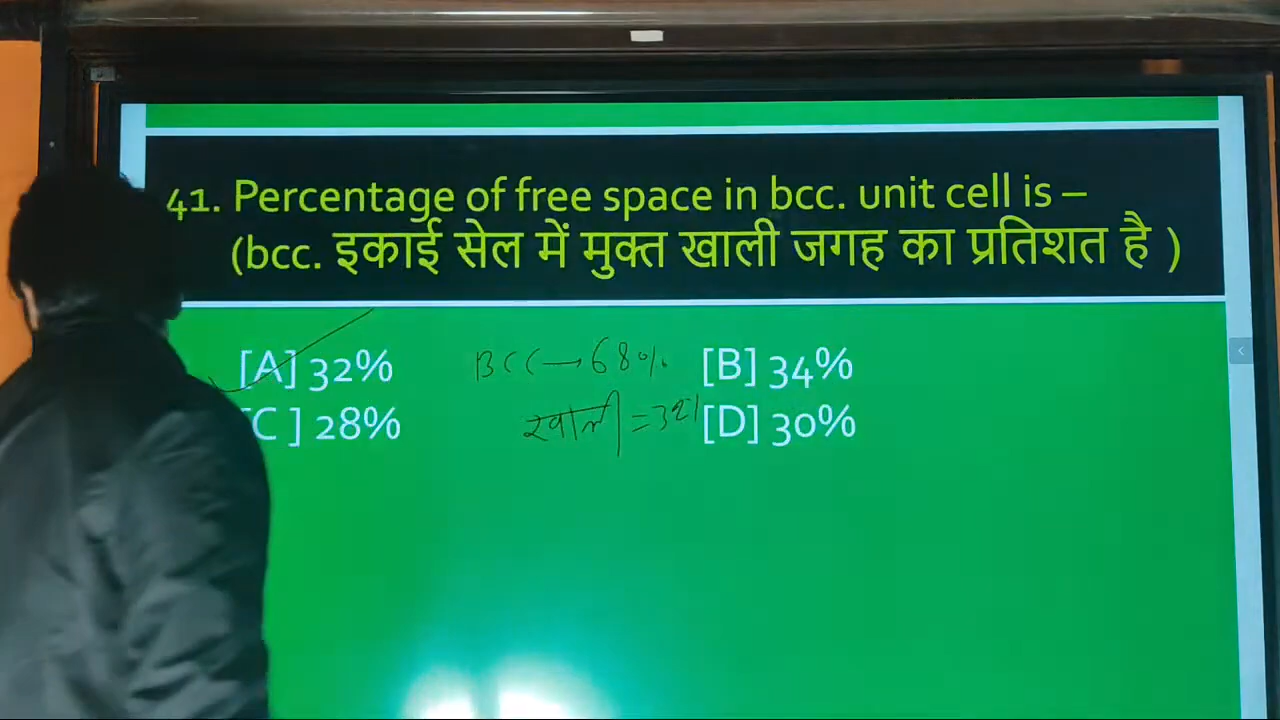 41. Percentage of free space in bcc. unit cell is –
(bcc. इकाई सेल में मुक्त खाली जगह का प्रतिशत है )
[A] 32% BCC→68% [B] 34%
[C ] 28% खाली = 32% [D] 30%